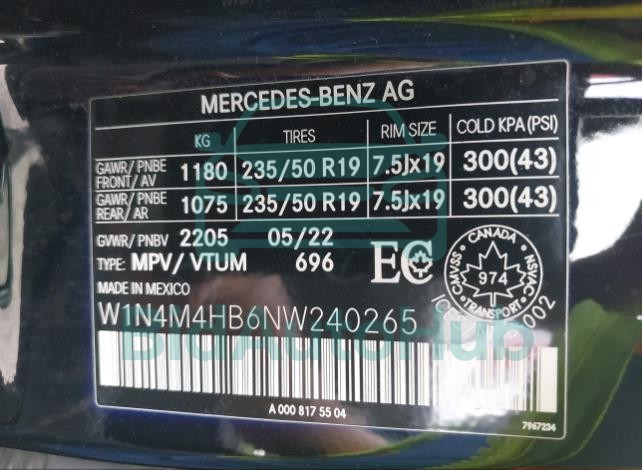 MERCEDES-BENZ AG
KG TIRES RIM SIZE COLD KPA(PSI)
GAWR/PNBE FRONT/AV 1180 235/50 R19 7.5Jx19 300(43)
GAWR/PNBE REAR/AR 1075 235/50 R19 7.5Jx19 300(43)
GVWR/PNBV 2205 05/22
TYPE: MPV/VTUM 696 EC
CANADA CMVSS NSVAC 974 TRANSPORT
MADE IN MEXICO
W1N4M4HB6NW240265
BidAutoHub
A 000 817 55 04
7967234